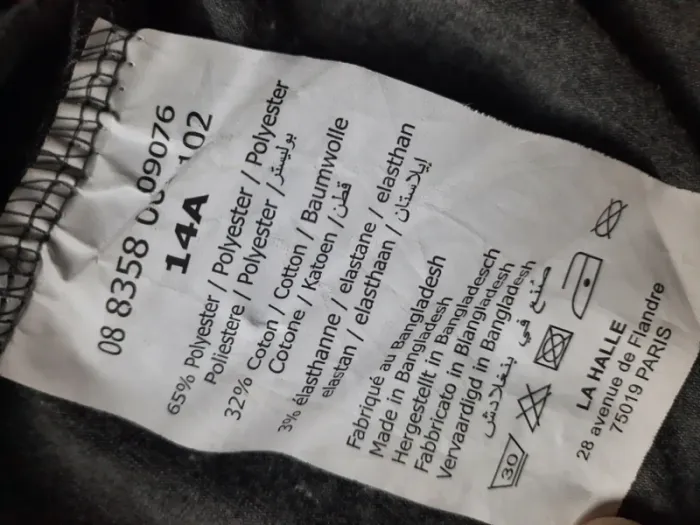 08 8358 0 09076
14A 102
65% Polyester / Polyester / Polyester
Poliestere / Polyester / بوليستر
32% Coton / Cotton / Baumwolle
Cotone / Katoen / قطن
3% élasthanne / elastane / elasthan
elastan / elasthaan / إيلاستان
Fabriqué au Bangladesh
Made in Bangladesh
Hergestellt in Bangladesch
Fabbricato in Blangladesh
Vervaardigd in Bangladesh
صنع في بنغلادش
30
LA HALLE
28 avenue de Flandre
75019 PARIS